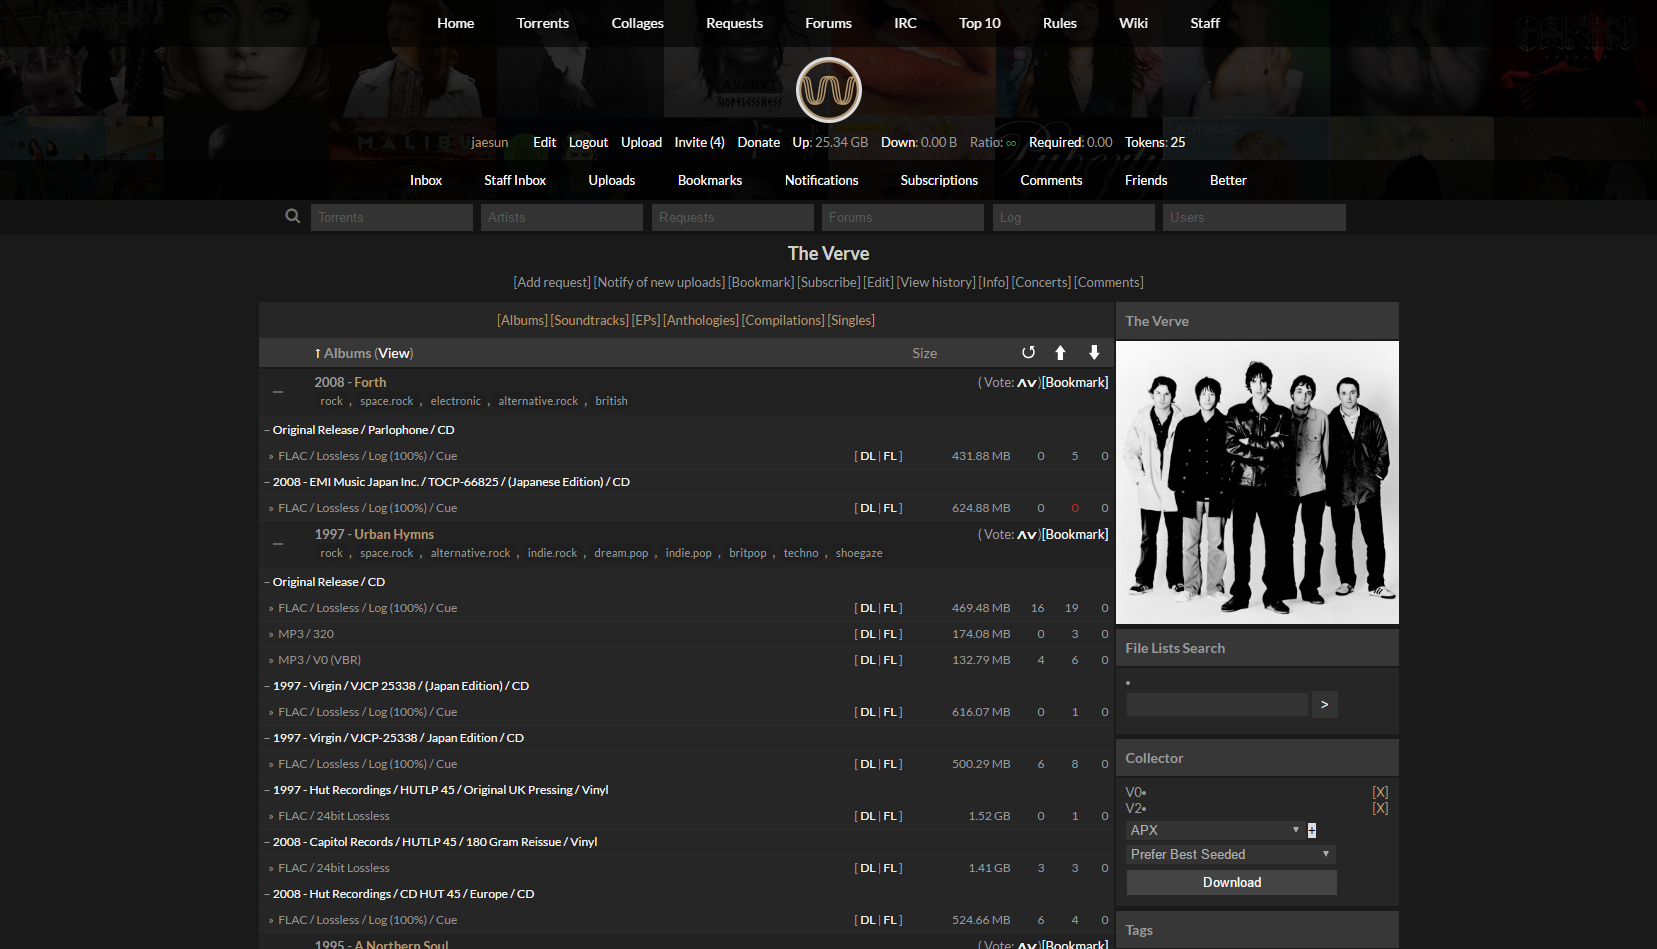 Home Torrents Collages Requests Forums IRC Top 10 Rules Wiki Staff
jaesun Edit Logout Upload Invite (4) Donate Up: 25.34 GB Down: 0.00 B Ratio: ∞ Required: 0.00 Tokens: 25
Inbox Staff Inbox Uploads Bookmarks Notifications Subscriptions Comments Friends Better
Torrents Artists Requests Forums Log Users
The Verve
[Add request] [Notify of new uploads] [Bookmark] [Subscribe] [Edit] [View history] [Info] [Concerts] [Comments]
[Albums] [Soundtracks] [EPs] [Anthologies] [Compilations] [Singles]
↑ Albums (View) Size
2008 - Forth (Vote: ∧∨) [Bookmark]
rock , space.rock , electronic , alternative.rock , british
– Original Release / Parlophone / CD
» FLAC / Lossless / Log (100%) / Cue [ DL | FL ] 431.88 MB 0 5 0
– 2008 - EMI Music Japan Inc. / TOCP-66825 / (Japanese Edition) / CD
» FLAC / Lossless / Log (100%) / Cue [ DL | FL ] 624.88 MB 0 0 0
1997 - Urban Hymns (Vote: ∧∨) [Bookmark]
rock , space.rock , alternative.rock , indie.rock , dream.pop , indie.pop , britpop , techno , shoegaze
– Original Release / CD
» FLAC / Lossless / Log (100%) / Cue [ DL | FL ] 469.48 MB 16 19 0
» MP3 / 320 [ DL | FL ] 174.08 MB 0 3 0
» MP3 / V0 (VBR) [ DL | FL ] 132.79 MB 4 6 0
– 1997 - Virgin / VJCP 25338 / (Japan Edition) / CD
» FLAC / Lossless / Log (100%) / Cue [ DL | FL ] 616.07 MB 0 1 0
– 1997 - Virgin / VJCP-25338 / Japan Edition / CD
» FLAC / Lossless / Log (100%) / Cue [ DL | FL ] 500.29 MB 6 8 0
– 1997 - Hut Recordings / HUTLP 45 / Original UK Pressing / Vinyl
» FLAC / 24bit Lossless [ DL | FL ] 1.52 GB 0 1 0
– 2008 - Capitol Records / HUTLP 45 / 180 Gram Reissue / Vinyl
» FLAC / 24bit Lossless [ DL | FL ] 1.41 GB 3 3 0
– 2008 - Hut Recordings / CD HUT 45 / Europe / CD
» FLAC / Lossless / Log (100%) / Cue [ DL | FL ] 524.66 MB 6 4 0
1995 - A Northern Soul (Vote: ∧∨) [Bookmark]
The Verve
File Lists Search
>
Collector
V0• [X]
V2• [X]
APX +
Prefer Best Seeded
Download
Tags